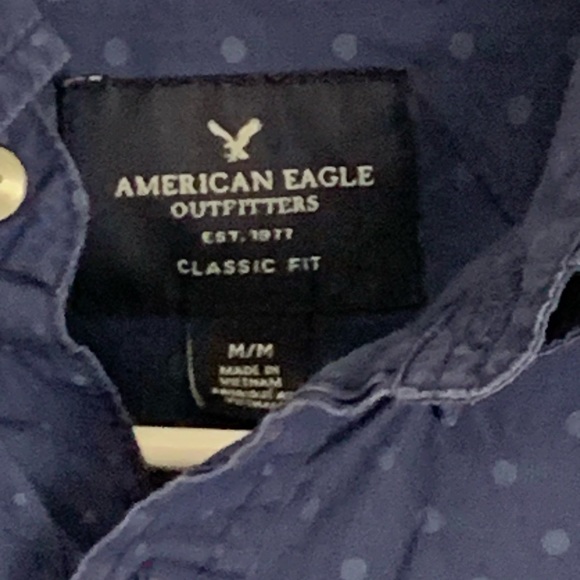 AMERICAN EAGLE
OUTFITTERS
EST. 1977
CLASSIC FIT
M/M
MADE IN
VIETNAM